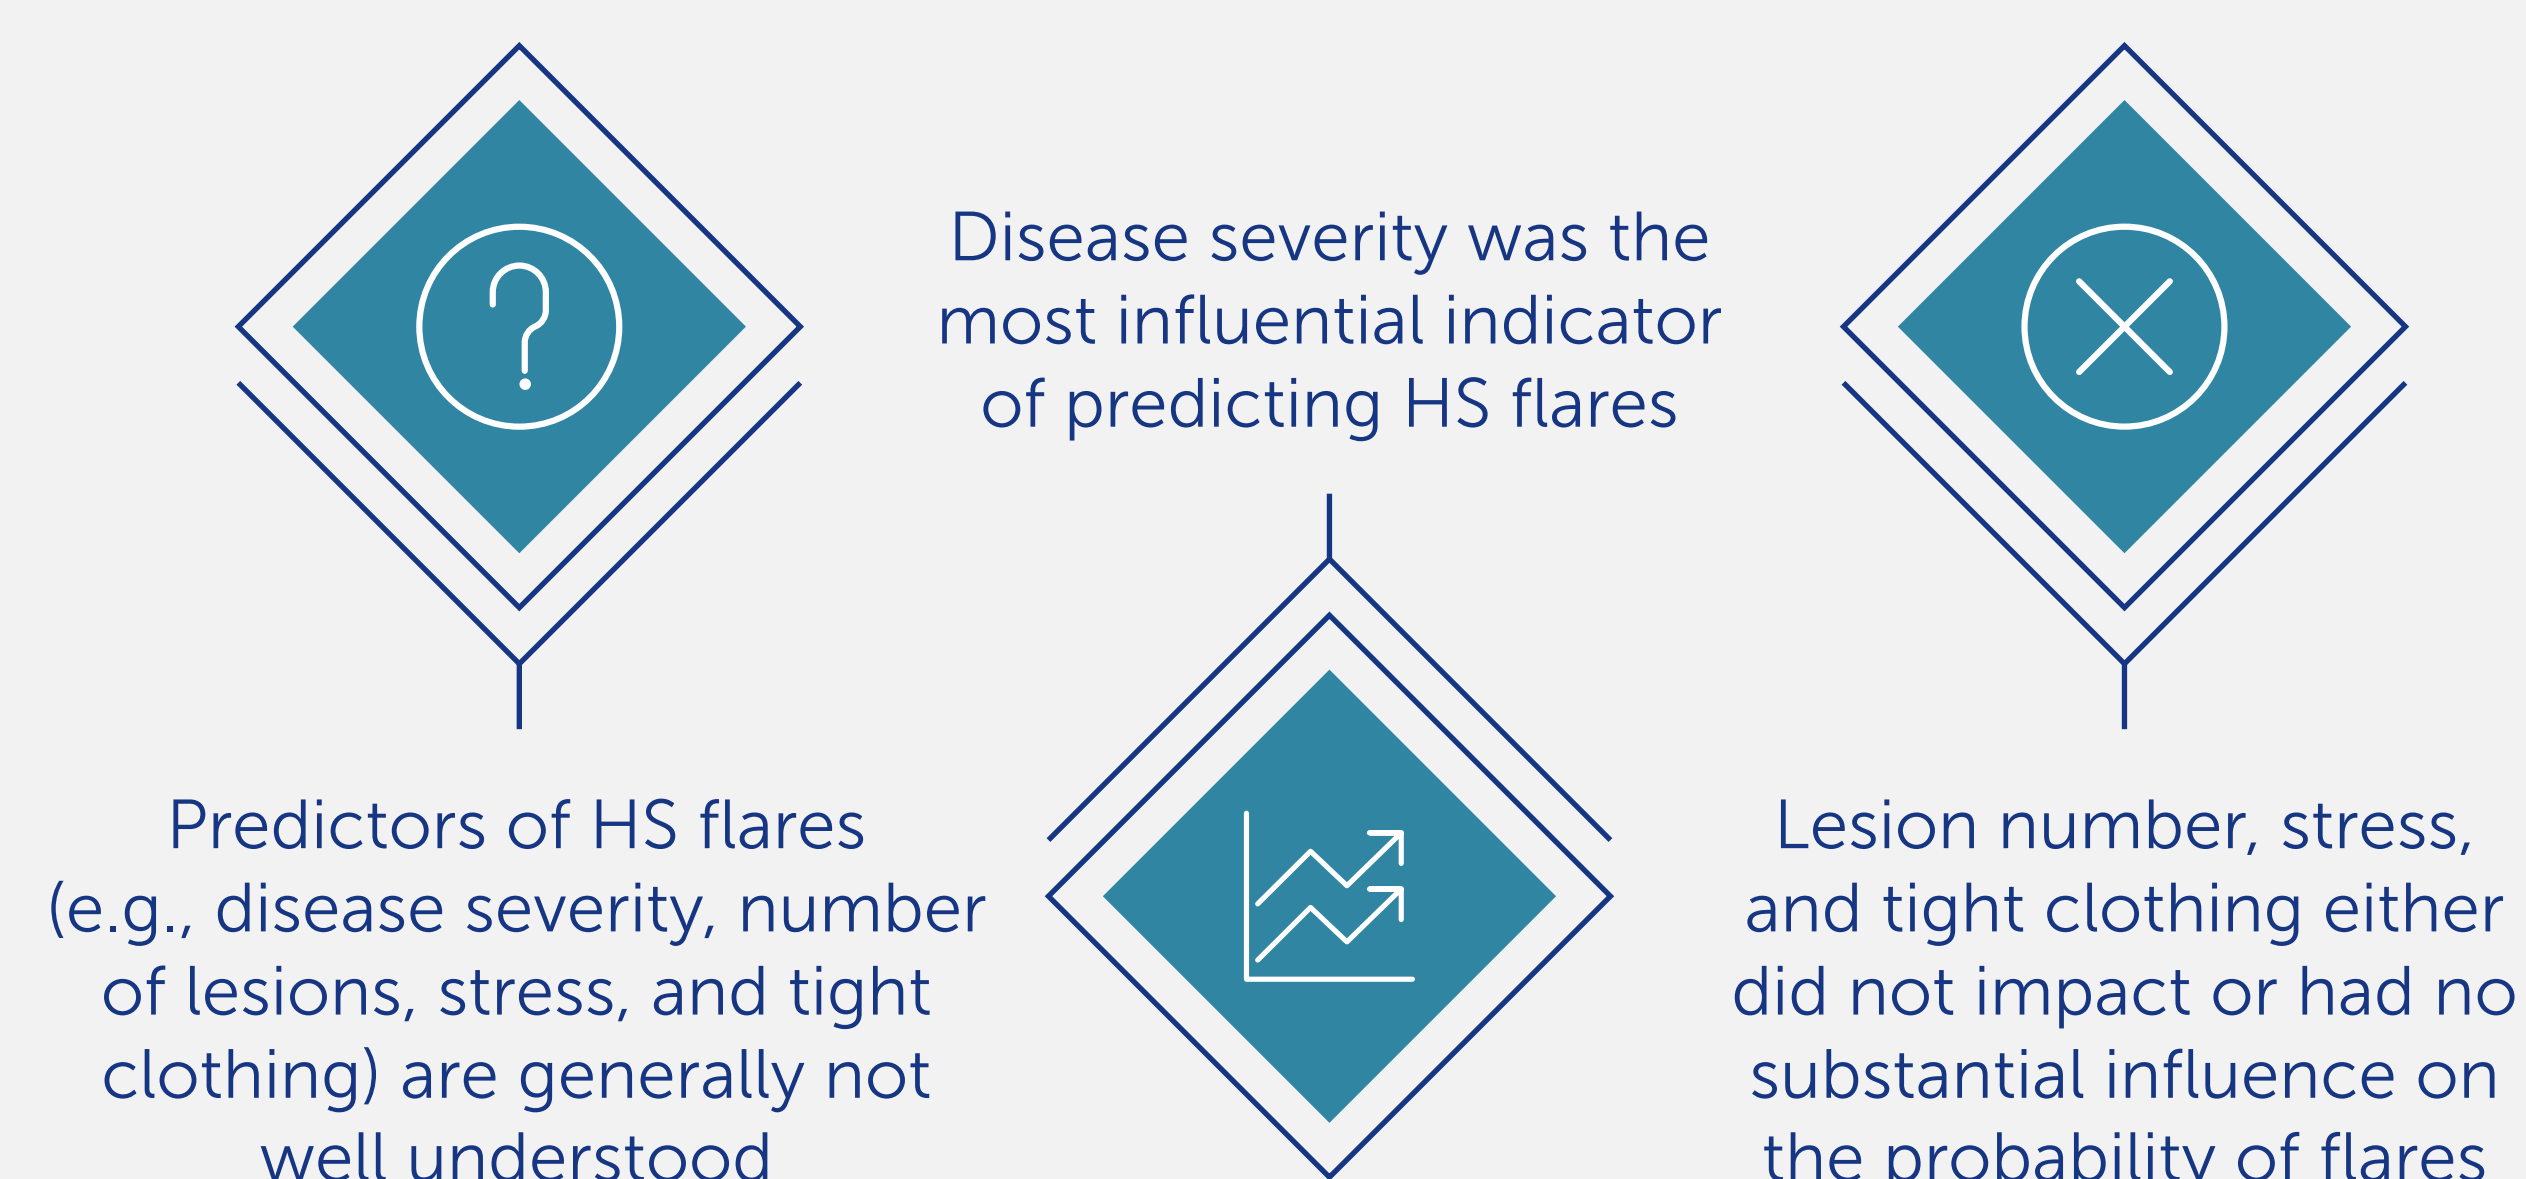 Predictors of HS flares
(e.g., disease severity, number
of lesions, stress, and tight
clothing) are generally not
well understood
Disease severity was the
most influential indicator
of predicting HS flares
Lesion number, stress,
and tight clothing either
did not impact or had no
substantial influence on
the probability of flares